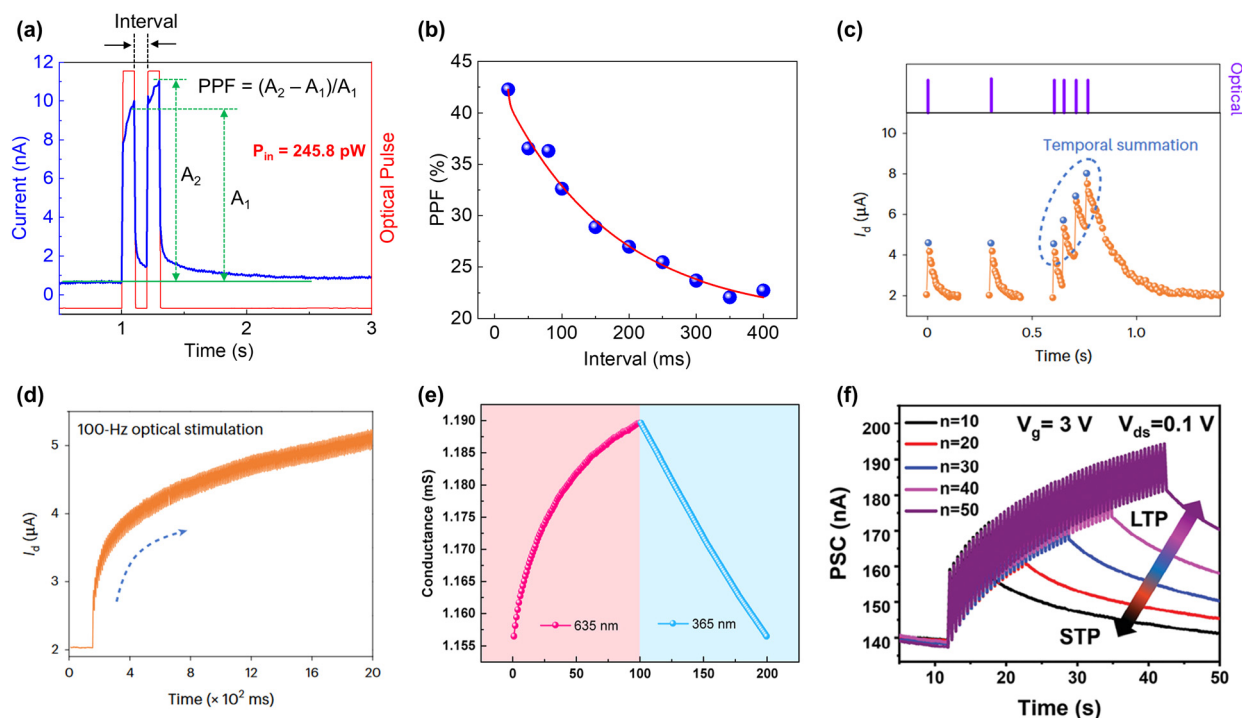 (a)
Interval
PPF = (A₂ – A₁)/A₁
P_in = 245.8 pW
A₂
A₁
Current (nA)
12
10
8
6
4
2
0
Optical Pulse
1
2
3
Time (s)
(b)
PPF (%)
45
40
35
30
25
20
0
100
200
300
400
Interval (ms)
(c)
Optical
Temporal summation
I_d (μA)
10
8
6
4
2
0
0.5
1.0
Time (s)
(d)
100-Hz optical stimulation
I_d (μA)
5
4
3
2
0
4
8
12
16
20
Time (× 10² ms)
(e)
Conductance (mS)
1.190
1.185
1.180
1.175
1.170
1.165
1.160
1.155
635 nm
365 nm
0
50
100
150
200
(f)
n=10
n=20
n=30
n=40
n=50
V_g= 3 V
V_ds=0.1 V
LTP
STP
PSC (nA)
200
190
180
170
160
150
140
10
20
30
40
50
Time (s)